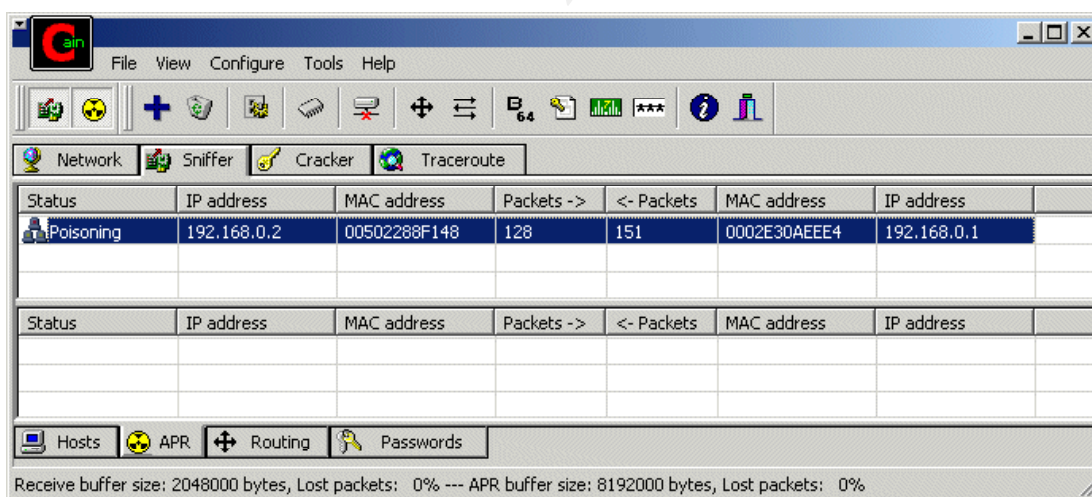 Cain
File View Configure Tools Help
B 64 ***
Network Sniffer Cracker Traceroute
Status IP address MAC address Packets -> <- Packets MAC address IP address
Poisoning 192.168.0.2 00502288F148 128 151 0002E30AEEE4 192.168.0.1
Status IP address MAC address Packets -> <- Packets MAC address IP address
Hosts APR Routing Passwords
Receive buffer size: 2048000 bytes, Lost packets: 0% --- APR buffer size: 8192000 bytes, Lost packets: 0%